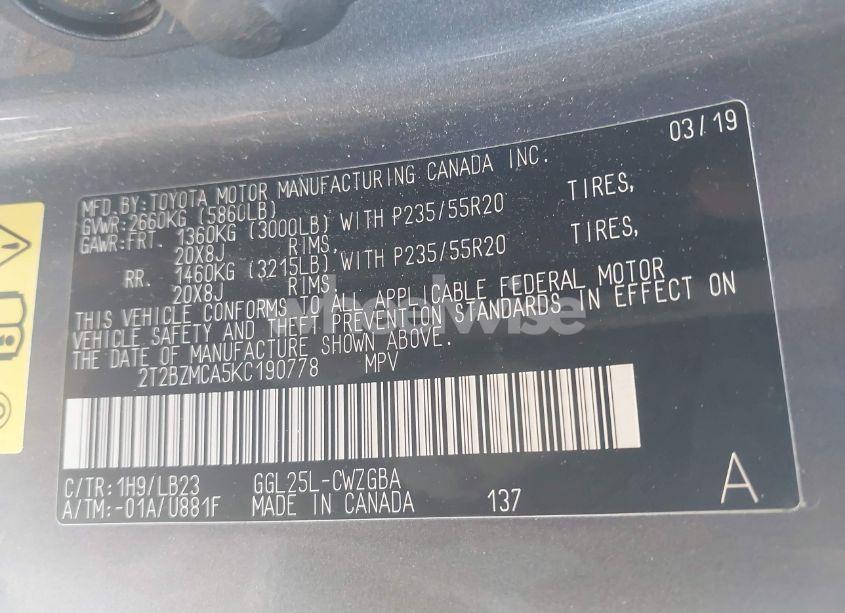 03/19
MFD.BY:TOYOTA MOTOR MANUFACTURING CANADA INC.
GVWR:2660KG (5860LB)
GAWR:FRT. 1360KG (3000LB) WITH P235/55R20 TIRES,
20X8J RIMS,
RR. 1460KG (3215LB) WITH P235/55R20 TIRES,
20X8J RIMS.
THIS VEHICLE CONFORMS TO ALL APPLICABLE FEDERAL MOTOR
VEHICLE SAFETY AND THEFT PREVENTION STANDARDS IN EFFECT ON
THE DATE OF MANUFACTURE SHOWN ABOVE.
2T2BZMCA5KC190778 MPV
C/TR:1H9/LB23 GGL25L-CWZGBA
A/TM:-01A/U881F MADE IN CANADA 137 A
wheelwise